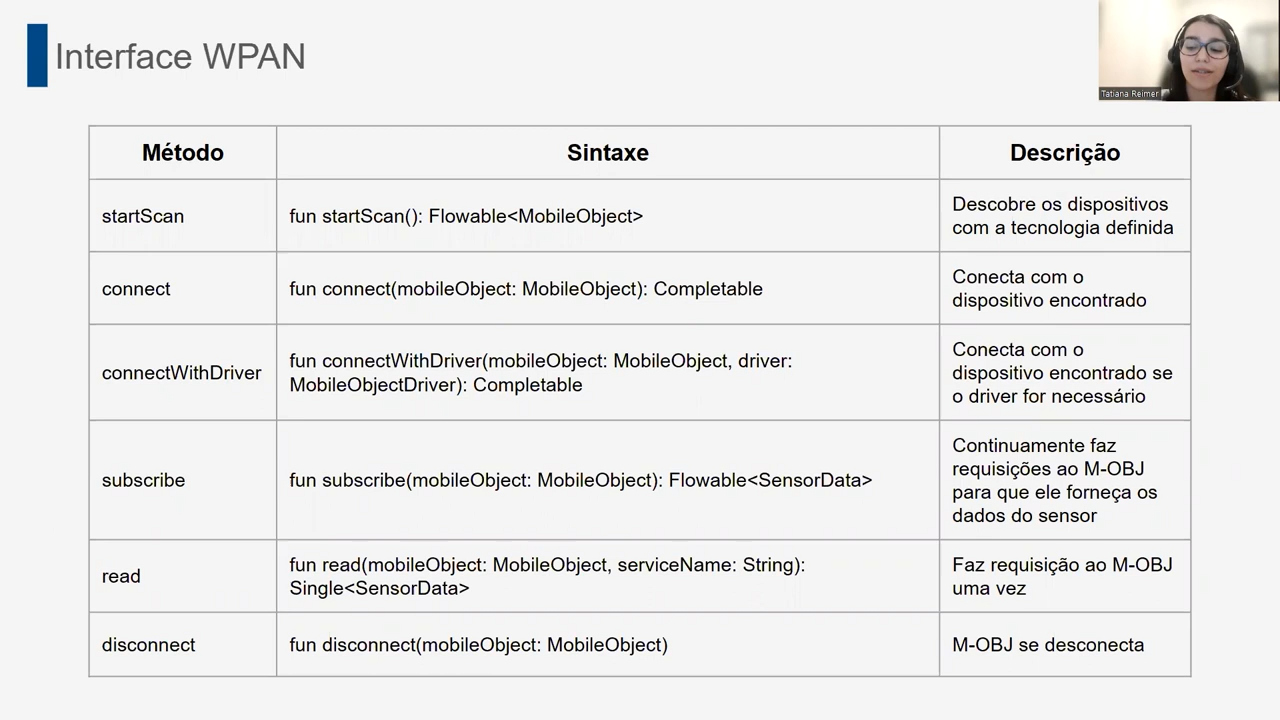 Interface WPAN
Tatiana Reimer
Método
Sintaxe
Descrição
startScan
fun startScan(): Flowable<MobileObject>
Descobre os dispositivos
com a tecnologia definida
connect
fun connect(mobileObject: MobileObject): Completable
Conecta com o
dispositivo encontrado
connectWithDriver
fun connectWithDriver(mobileObject: MobileObject, driver:
MobileObjectDriver): Completable
Conecta com o
dispositivo encontrado se
o driver for necessário
subscribe
fun subscribe(mobileObject: MobileObject): Flowable<SensorData>
Continuamente faz
requisições ao M-OBJ
para que ele forneça os
dados do sensor
read
fun read(mobileObject: MobileObject, serviceName: String):
Single<SensorData>
Faz requisição ao M-OBJ
uma vez
disconnect
fun disconnect(mobileObject: MobileObject)
M-OBJ se desconecta